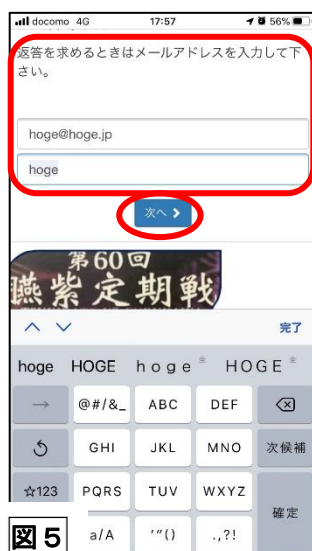 docomo 4G 17:57 56%
返答を求めるときはメールアドレスを入力して下
さい。
hoge@hoge.jp
hoge
次へ
第60回
臙紫定期戦
完了
hoge HOGE ｈｏｇｅ 全 ＨＯＧＥ 全
→ @#/&_ ABC DEF
GHI JKL MNO 次候補
☆123 PQRS TUV WXYZ
確定
a/A '"() .,?!
図5